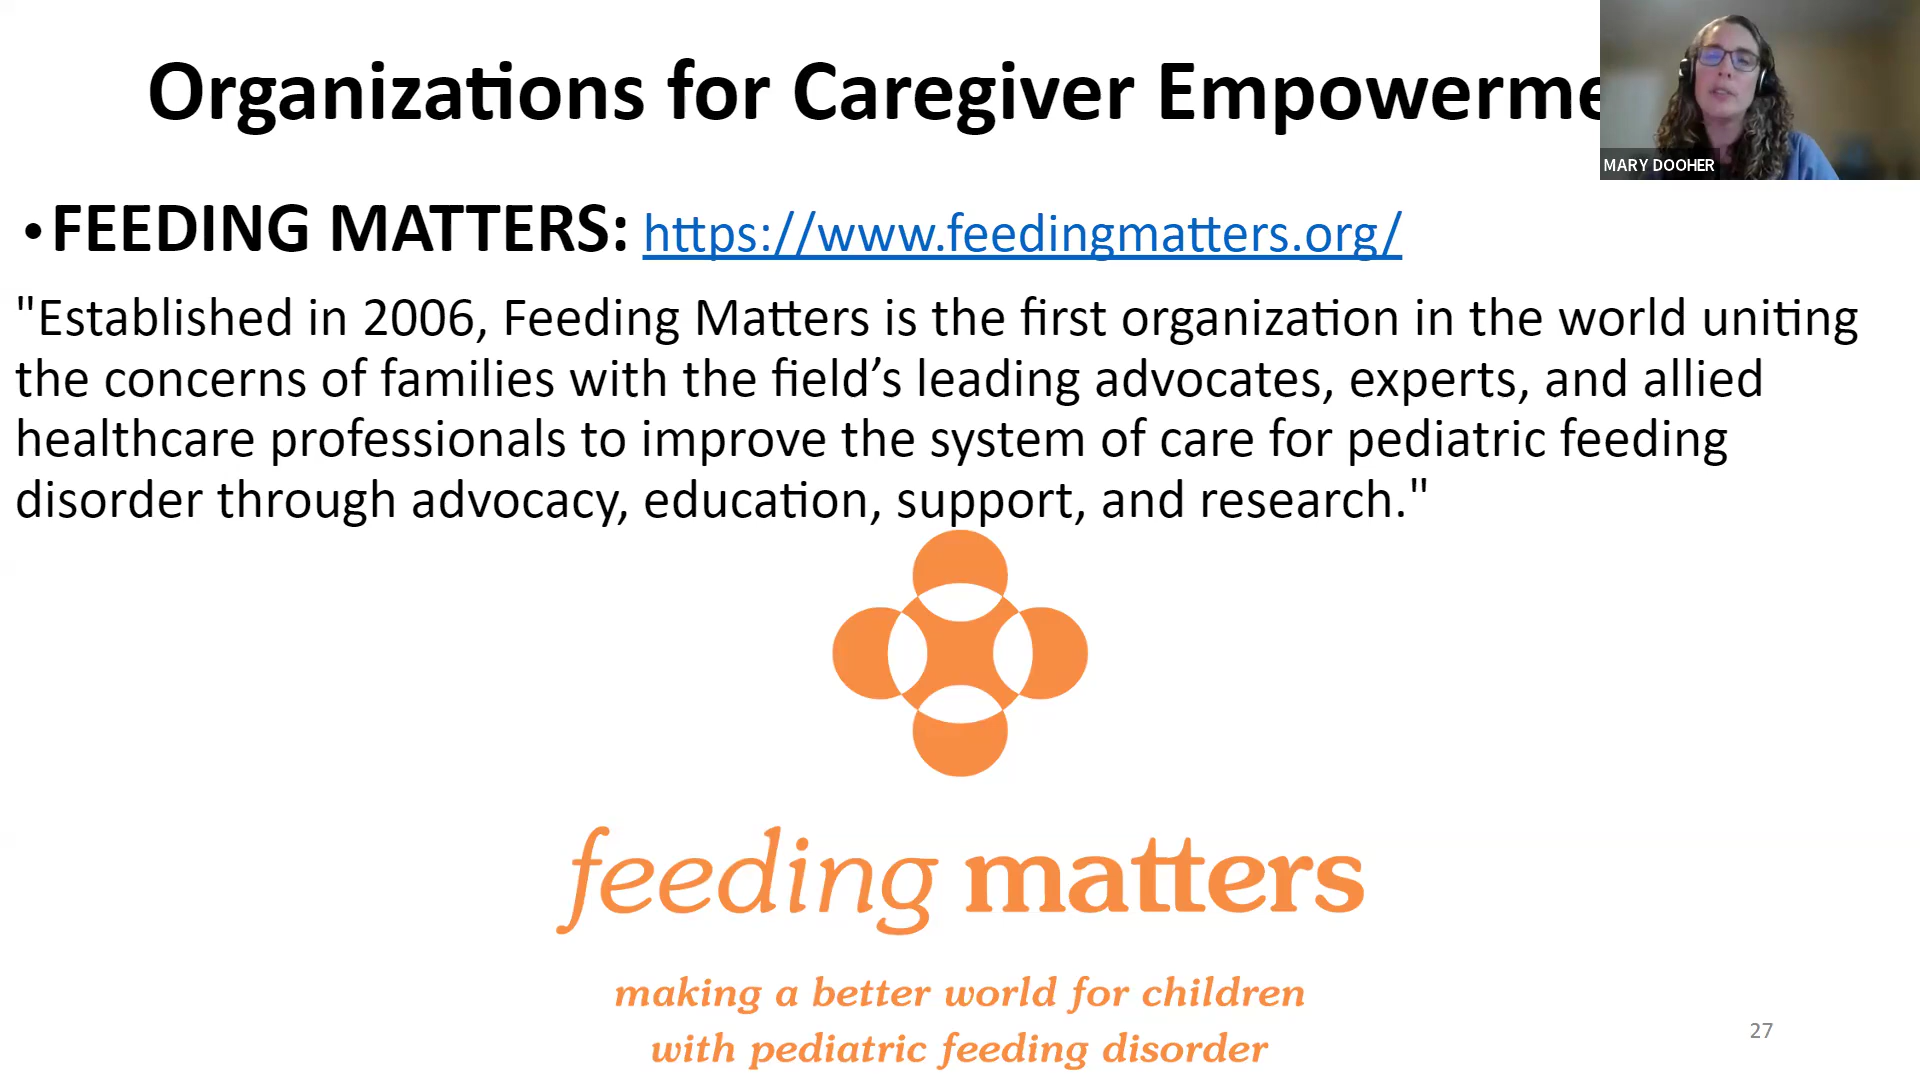 Organizations for Caregiver Empowerme
MARY DOOHER
•FEEDING MATTERS: https://www.feedingmatters.org/
"Established in 2006, Feeding Matters is the first organization in the world uniting
the concerns of families with the field’s leading advocates, experts, and allied
healthcare professionals to improve the system of care for pediatric feeding
disorder through advocacy, education, support, and research."
feeding matters
making a better world for children
with pediatric feeding disorder
27